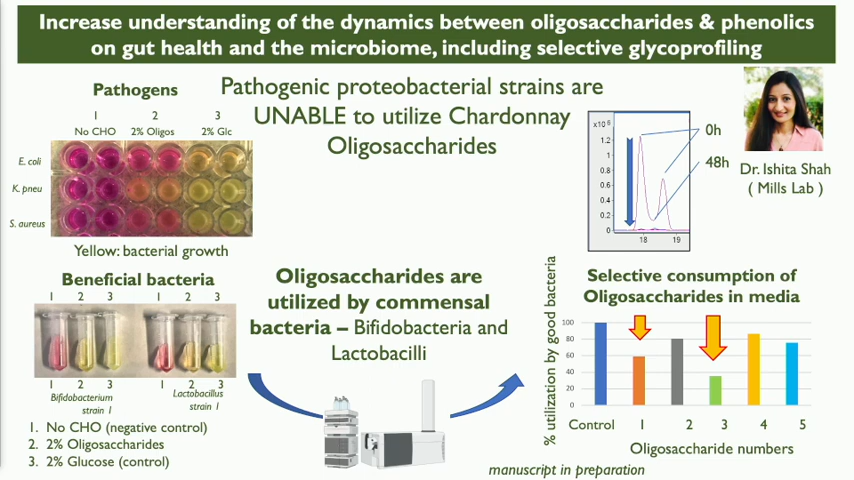 Increase understanding of the dynamics between oligosaccharides & phenolics
on gut health and the microbiome, including selective glycoprofiling
Pathogens
1 2 3
No CHO 2% Oligos 2% Glc
E. coli
K. pneu
S. aureus
Yellow: bacterial growth
Pathogenic proteobacterial strains are
UNABLE to utilize Chardonnay
Oligosaccharides
x10 6
1.2
1
0.8
0.6
0.4
0.2
0
18 19
0h
48h
Dr. Ishita Shah
( Mills Lab )
Beneficial bacteria
1 2 3 1 2 3
1 2 3 1 2 3
Bifidobacterium
strain 1
Lactobacillus
strain 1
1. No CHO (negative control)
2. 2% Oligosaccharides
3. 2% Glucose (control)
Oligosaccharides are
utilized by commensal
bacteria – Bifidobacteria and
Lactobacilli
Selective consumption of
Oligosaccharides in media
% utilization by good bacteria
100
80
60
40
20
0
Control 1 2 3 4 5
Oligosaccharide numbers
manuscript in preparation